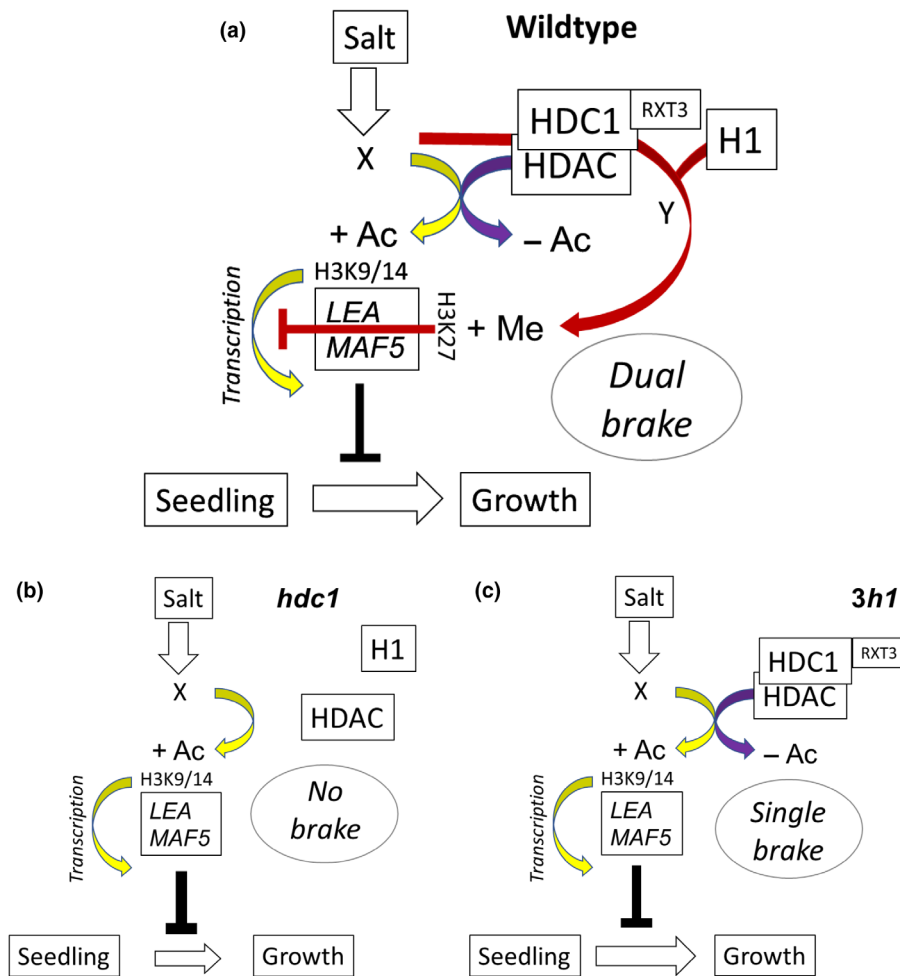 (a)
Wildtype
Salt
X
HDC1
RXT3
HDAC
H1
Y
+ Ac
– Ac
H3K9/14
Transcription
LEA
MAF5
H3K27
+ Me
Dual
brake
Seedling
Growth
(b)
hdc1
Salt
H1
X
HDAC
+ Ac
H3K9/14
Transcription
LEA
MAF5
No
brake
Seedling
Growth
(c)
3h1
Salt
HDC1
RXT3
X
HDAC
+ Ac
– Ac
H3K9/14
Transcription
LEA
MAF5
Single
brake
Seedling
Growth